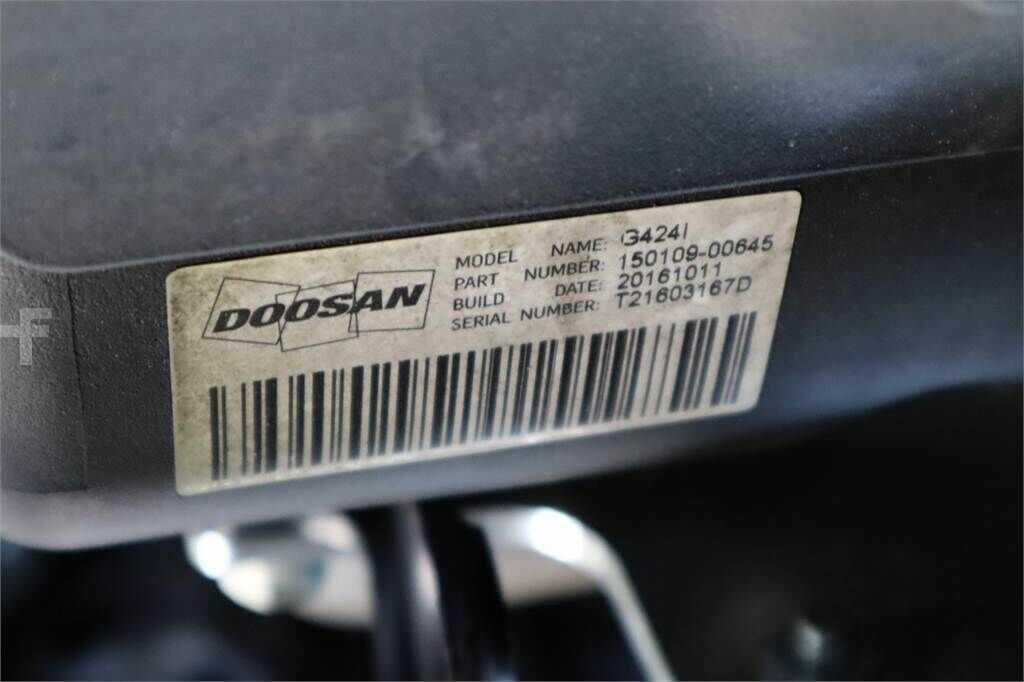 DOOSAN
MODEL NAME: G424I
PART NUMBER: 150109-00645
BUILD DATE: 20161011
SERIAL NUMBER: T21603167D
F